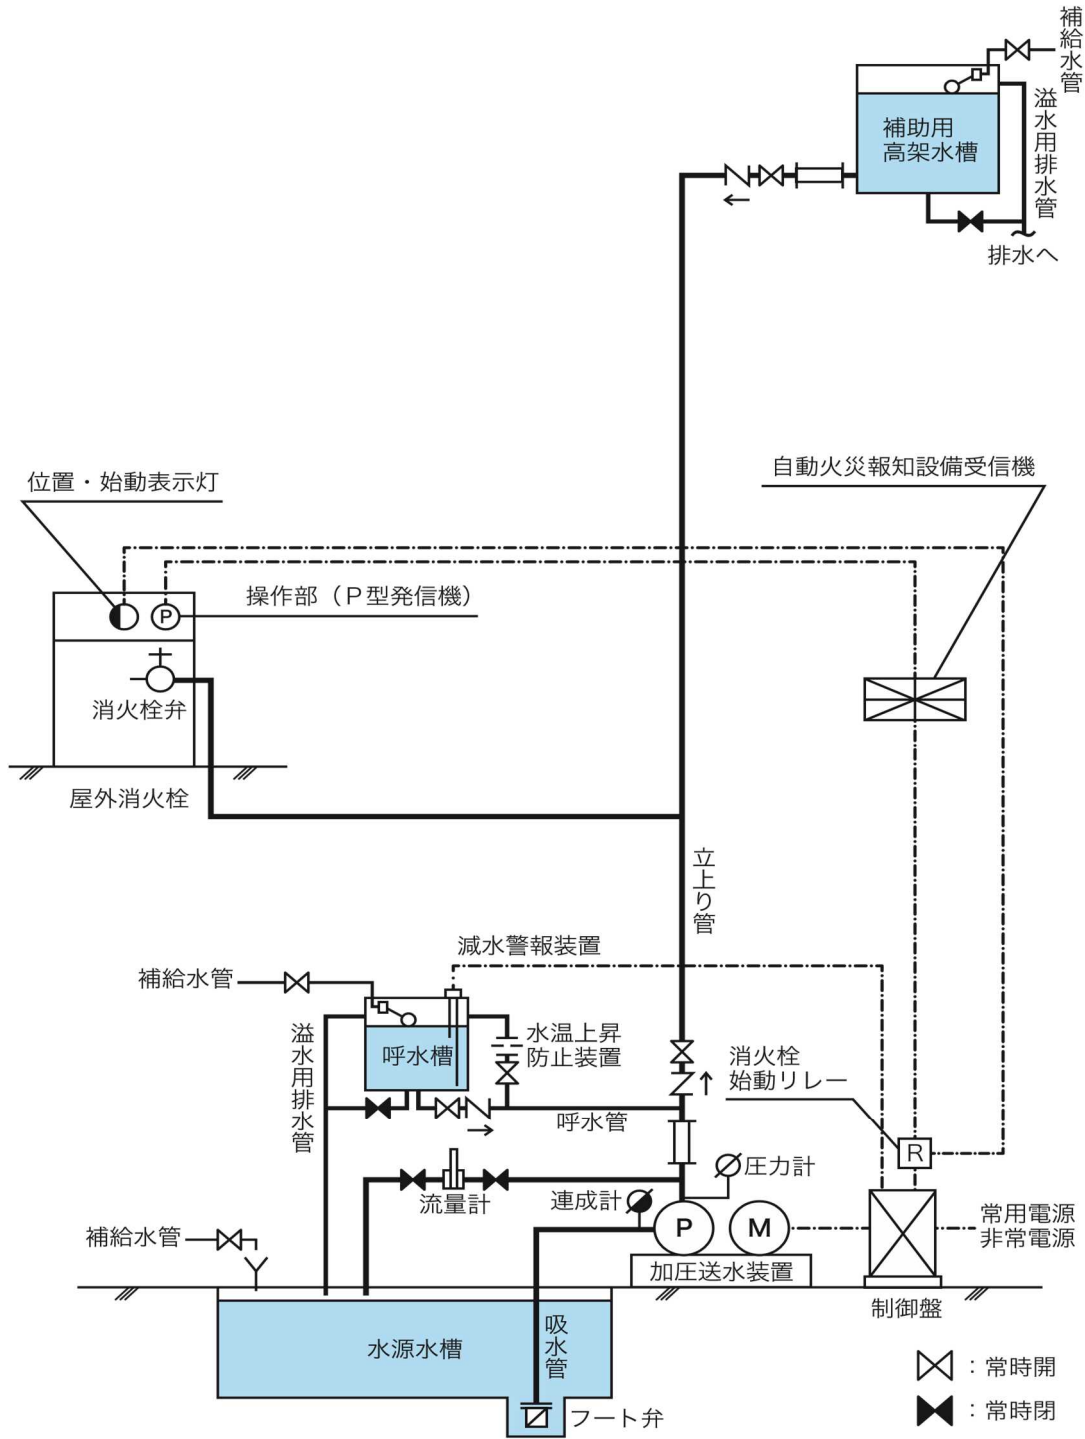 補給水管
溢水用排水管
補助用
高架水槽
排水へ
自動火災報知設備受信機
位置・始動表示灯
操作部（P型発信機）
P
消火栓弁
屋外消火栓
立上り管
減水警報装置
補給水管
溢水用排水管
呼水槽
水温上昇
防止装置
消火栓
始動リレー
呼水管
R
圧力計
流量計
連成計
P
M
常用電源
非常電源
補給水管
加圧送水装置
制御盤
水源水槽
吸水管
フート弁
：常時開
：常時閉